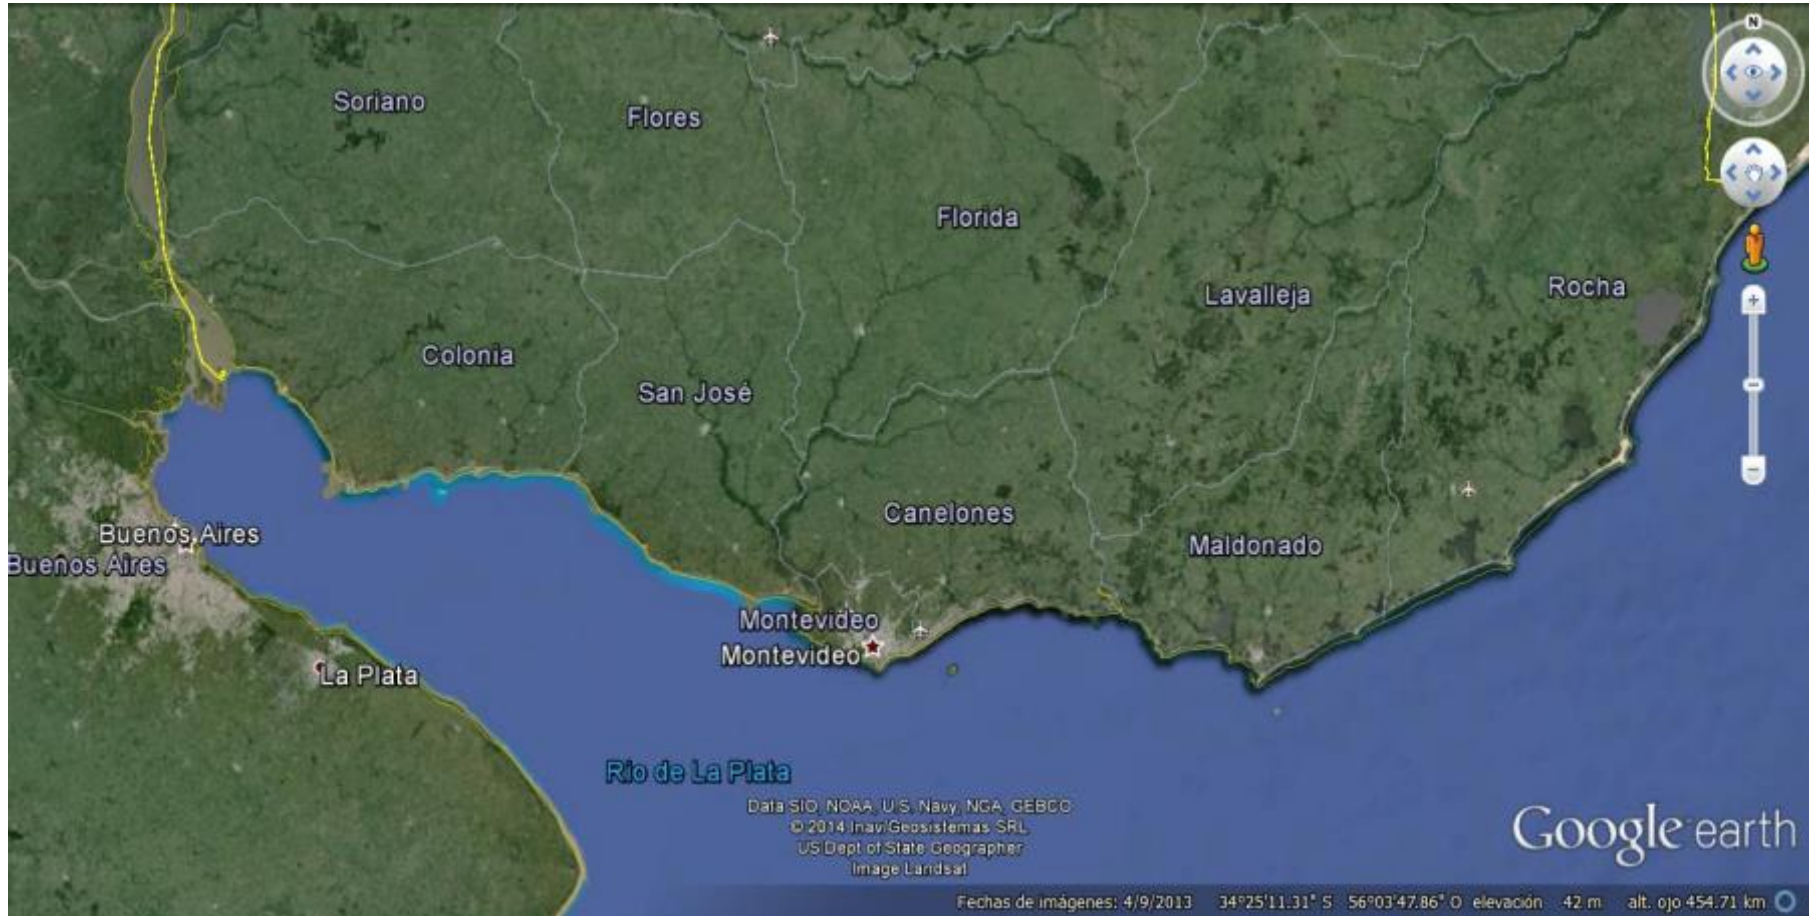 N
Soriano
Flores
Florida
Lavalleja
Rocha
Colonia
San José
Canelones
Maldonado
Buenos Aires
Buenos Aires
Montevideo
Montevideo
La Plata
Río de La Plata
Data SIO, NOAA, U.S. Navy, NGA, GEBCO
© 2014 Inav/Geosistemas SRL
US Dept of State Geographer
Image Landsat
Google earth
Fechas de imágenes: 4/9/2013 34°25'11.31" S 56°03'47.86" O elevación 42 m alt. ojo 454.71 km